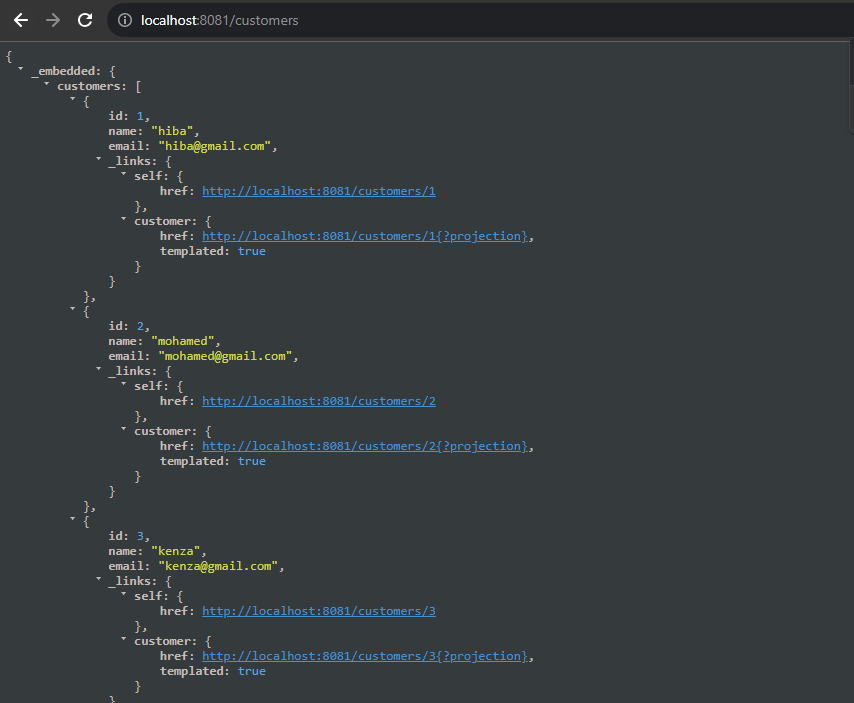 localhost:8081/customers
{
_embedded: {
customers: [
{
id: 1,
name: "hiba",
email: "hiba@gmail.com",
_links: {
self: {
href: http://localhost:8081/customers/1
},
customer: {
href: http://localhost:8081/customers/1{?projection},
templated: true
}
}
},
{
id: 2,
name: "mohamed",
email: "mohamed@gmail.com",
_links: {
self: {
href: http://localhost:8081/customers/2
},
customer: {
href: http://localhost:8081/customers/2{?projection},
templated: true
}
}
},
{
id: 3,
name: "kenza",
email: "kenza@gmail.com",
_links: {
self: {
href: http://localhost:8081/customers/3
},
customer: {
href: http://localhost:8081/customers/3{?projection},
templated: true
}
}